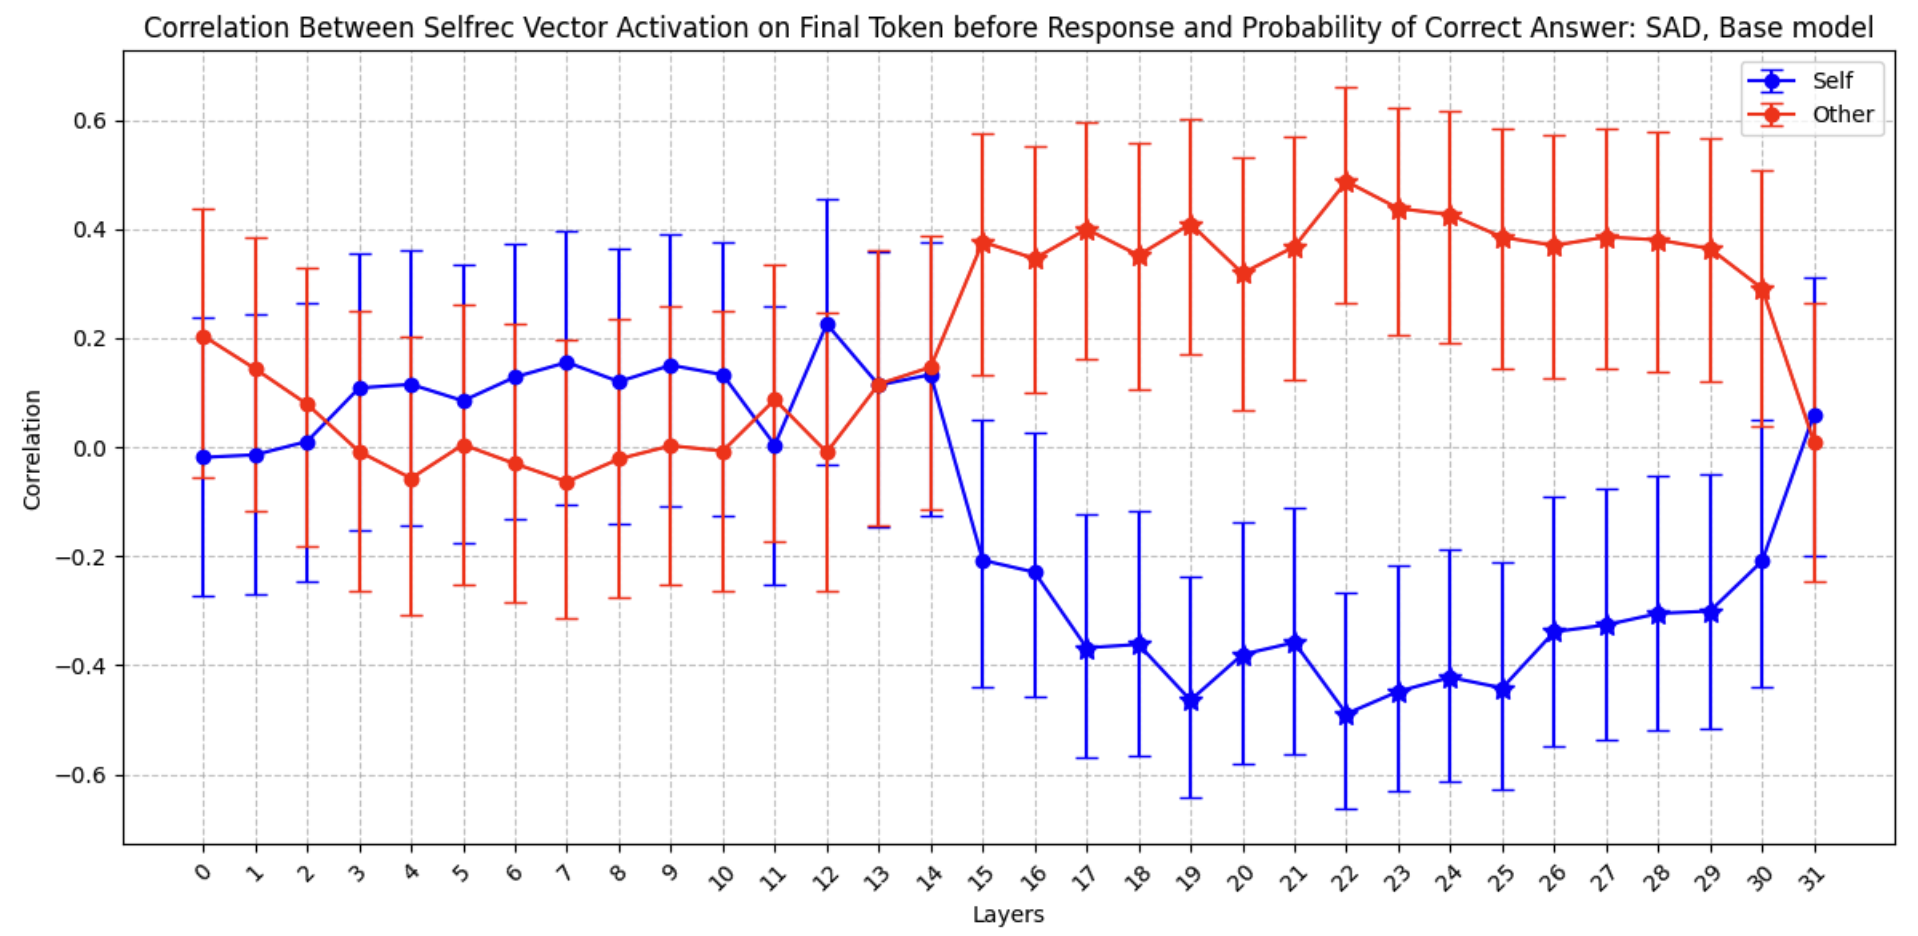 Correlation Between Selfrec Vector Activation on Final Token before Response and Probability of Correct Answer: SAD, Base model
Self
Other
0.6
0.4
0.2
0.0
−0.2
−0.4
−0.6
Correlation
0 1 2 3 4 5 6 7 8 9 10 11 12 13 14 15 16 17 18 19 20 21 22 23 24 25 26 27 28 29 30 31
Layers